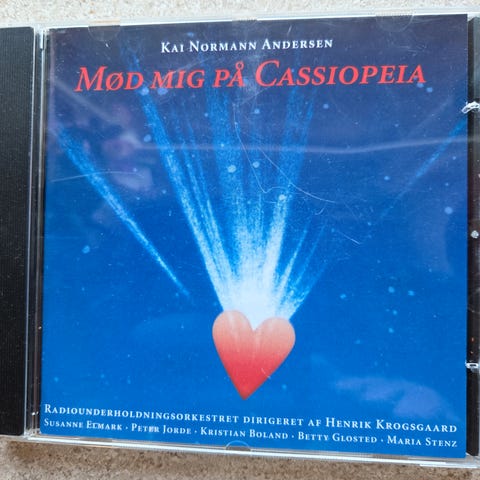 KAI NORMANN ANDERSEN
MØD MIG PÅ CASSIOPEIA
RADIOUNDERHOLDNINGSORKESTRET DIRIGERET AF HENRIK KROGSGAARD
SUSANNE ELMARK · PETER JORDE · KRISTIAN BOLAND · BETTY GLOSTED · MARIA STENZ